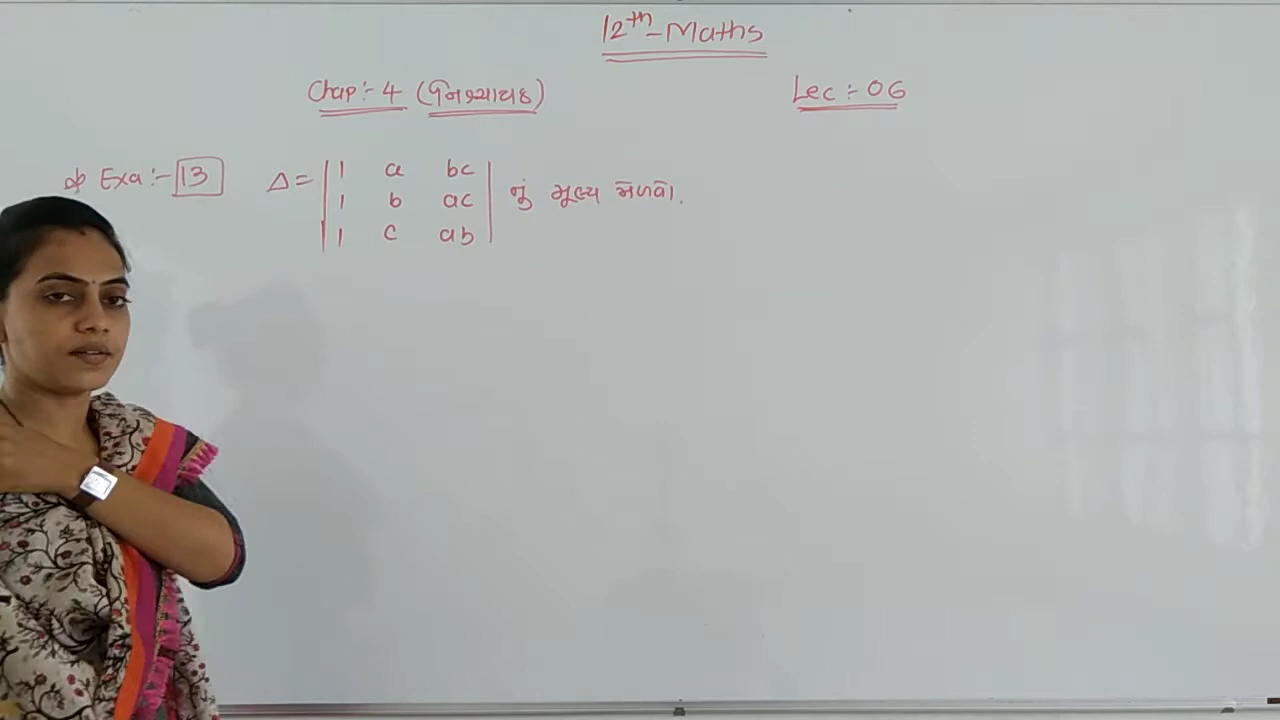 12th-Maths
Chap:- 4 (નિશ્ચાયક) Lec :- 06
Exa:- 13 Δ= | 1 a bc | નું મૂલ્ય મેળવો.
| 1 b ac |
| 1 c ab |